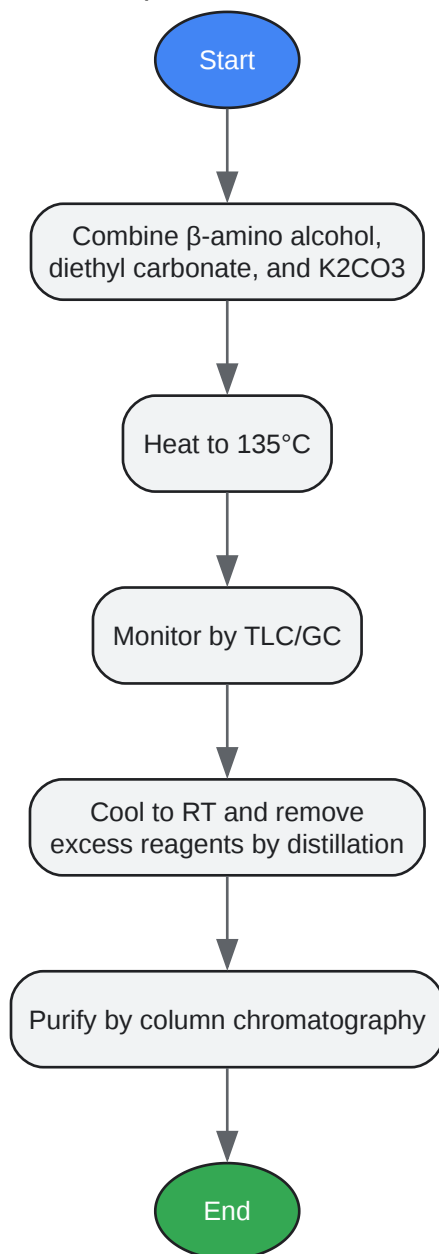 Start
Combine β-amino alcohol,
diethyl carbonate, and K2CO3
Heat to 135°C
Monitor by TLC/GC
Cool to RT and remove
excess reagents by distillation
Purify by column chromatography
End